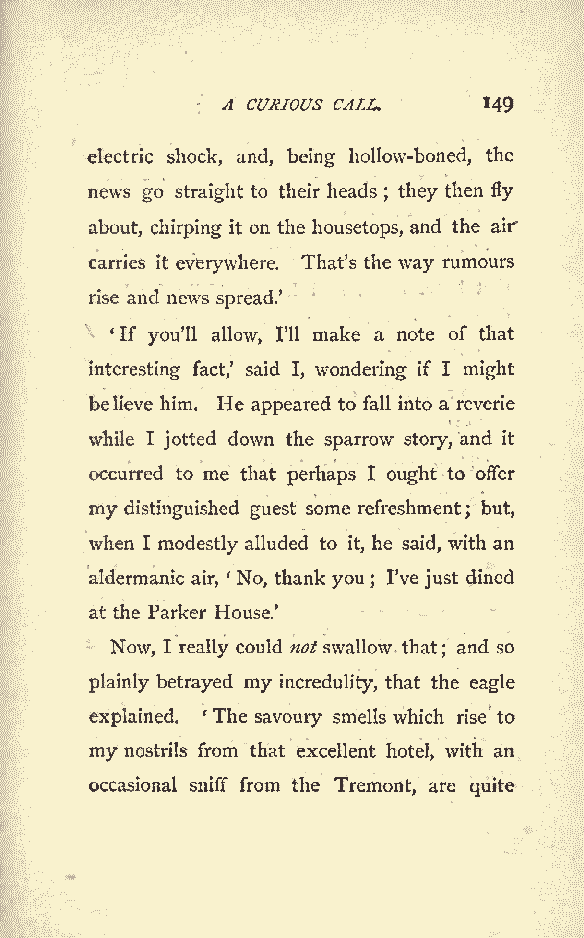 A CURIOUS CALL. 149
electric shock, and, being hollow-boned, the
news go straight to their heads ; they then fly
about, chirping it on the housetops, and the air
carries it everywhere. That's the way rumours
rise and news spread.'
‘If you'll allow, I'll make a note of that
interesting fact,' said I, wondering if I might
believe him. He appeared to fall into a reverie
while I jotted down the sparrow story, and it
occurred to me that perhaps I ought to offer
my distinguished guest some refreshment ; but,
when I modestly alluded to it, he said, with an
aldermanic air, ‘ No, thank you ; I've just dined
at the Parker House.'
Now, I really could not swallow that ; and so
plainly betrayed my incredulity, that the eagle
explained. ‘ The savoury smells which rise to
my nostrils from that excellent hotel, with an
occasional sniff from the Tremont, are quite